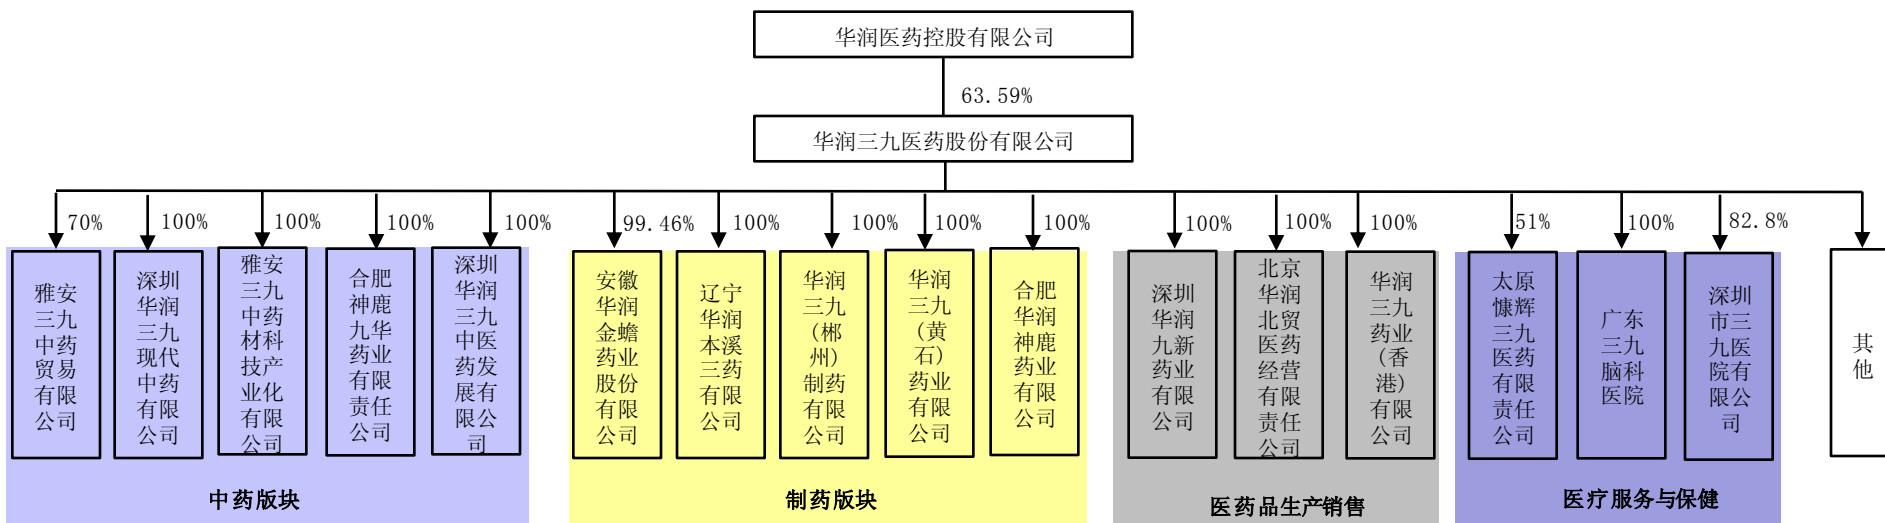 华润医药控股有限公司
63.59%
华润三九医药股份有限公司
70%
100%
100%
100%
100%
99.46%
100%
100%
100%
100%
100%
100%
100%
51%
100%
82.8%
雅安
三九
中药
贸易
有限
公司
深圳
华润
三九
现代
中药
有限
公司
雅安
三九
中药
材科
技产
业化
有限
公司
合肥
神鹿
九华
药业
有限
责任
公司
深圳
华润
三九
中医
药发
展有
限公
司
安徽
华润
金蟾
药业
股份
有限
公司
辽宁
华润
本溪
三药
有限
公司
华润
三九
(郴
州)
制药
有限
公司
华润
三九
(黄
石)
药业
有限
公司
合肥
华润
神鹿
药业
有限
公司
深圳
华润
九新
药业
有限
公司
北京
华润
北贸
医药
经营
有限
责任
公司
华润
三九
药业
(香
港)
有限
公司
太原
慷辉
三九
医药
有限
责任
公司
广东
三九
脑科
医院
深圳
市三
九医
院有
限公
司
其
他
中药版块
制药版块
医药品生产销售
医疗服务与保健